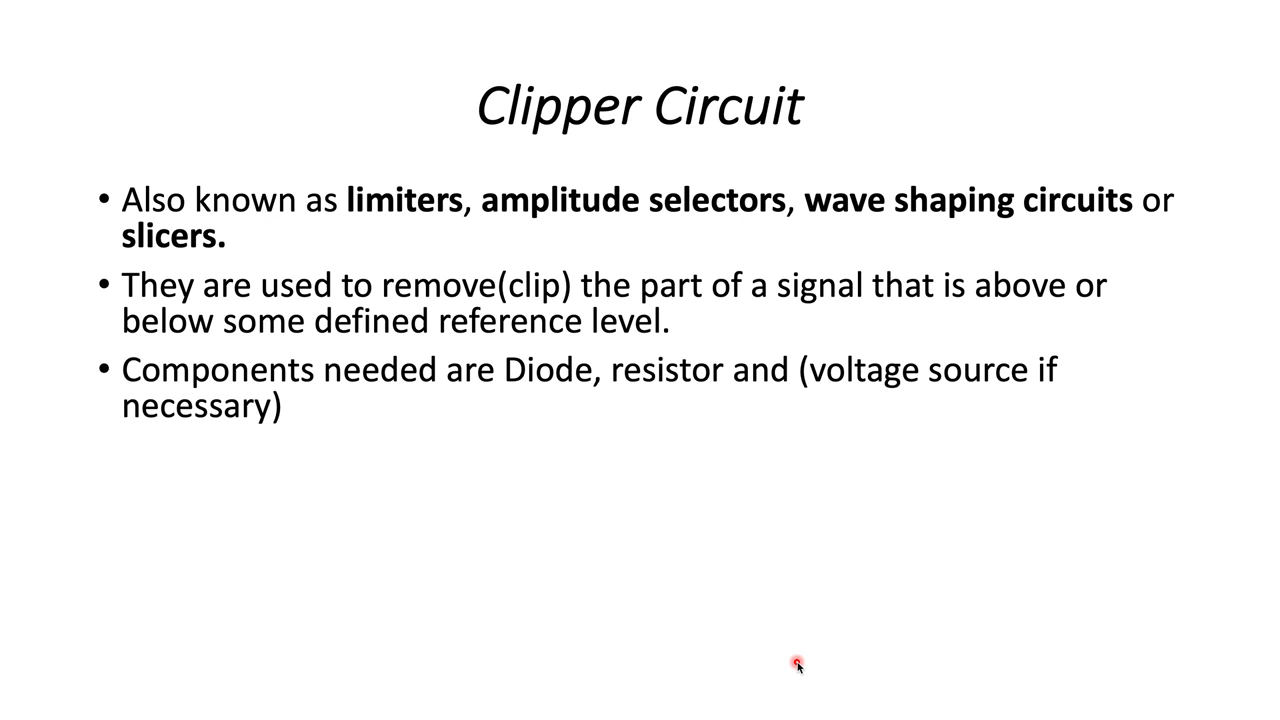 Clipper Circuit
• Also known as limiters, amplitude selectors, wave shaping circuits or
slicers.
• They are used to remove(clip) the part of a signal that is above or
below some defined reference level.
• Components needed are Diode, resistor and (voltage source if
necessary)